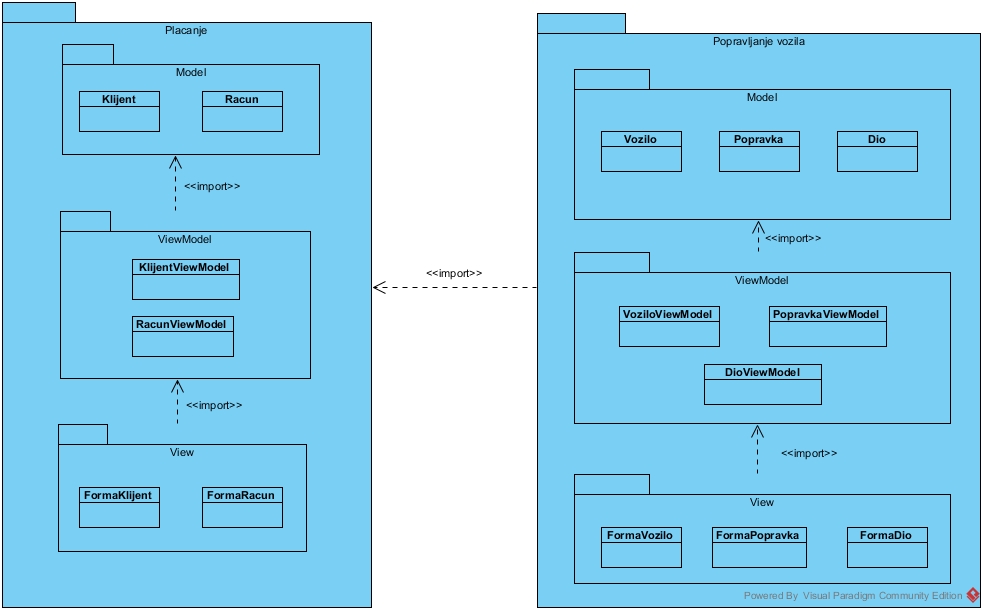 Placanje
Model
Klijent
Racun
<<import>>
ViewModel
KlijentViewModel
RacunViewModel
<<import>>
View
FormaKlijent
FormaRacun
<<import>>
Popravljanje vozila
Model
Vozilo
Popravka
Dio
<<import>>
ViewModel
VoziloViewModel
PopravkaViewModel
DioViewModel
<<import>>
View
FormaVozilo
FormaPopravka
FormaDio
Powered By Visual Paradigm Community Edition